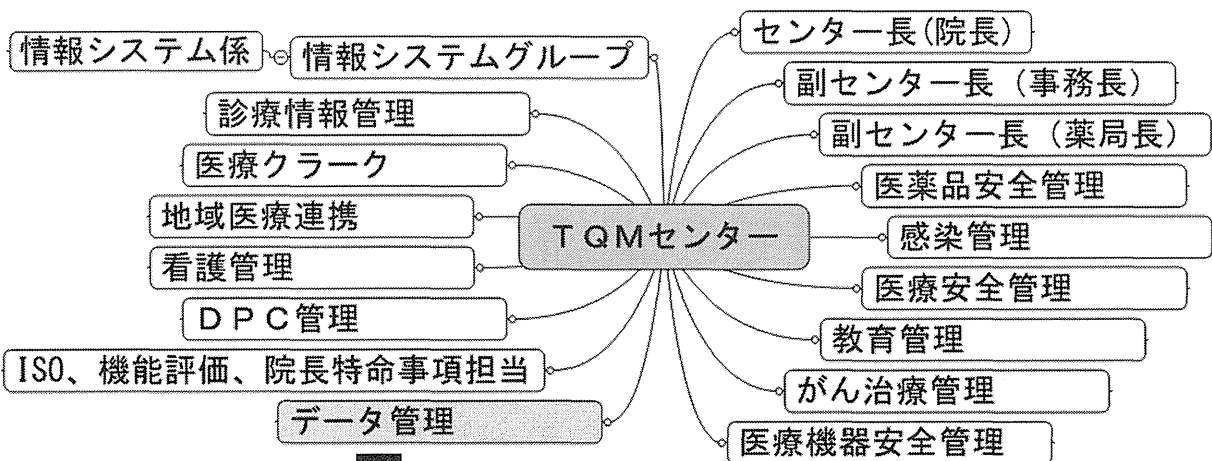 情報システム係
情報システムグループ
診療情報管理
医療クラーク
地域医療連携
看護管理
ＤＰＣ管理
ISO、機能評価、院長特命事項担当
データ管理
ＴＱＭセンター
センター長(院長)
副センター長（事務長）
副センター長（薬局長）
医薬品安全管理
感染管理
医療安全管理
教育管理
がん治療管理
医療機器安全管理